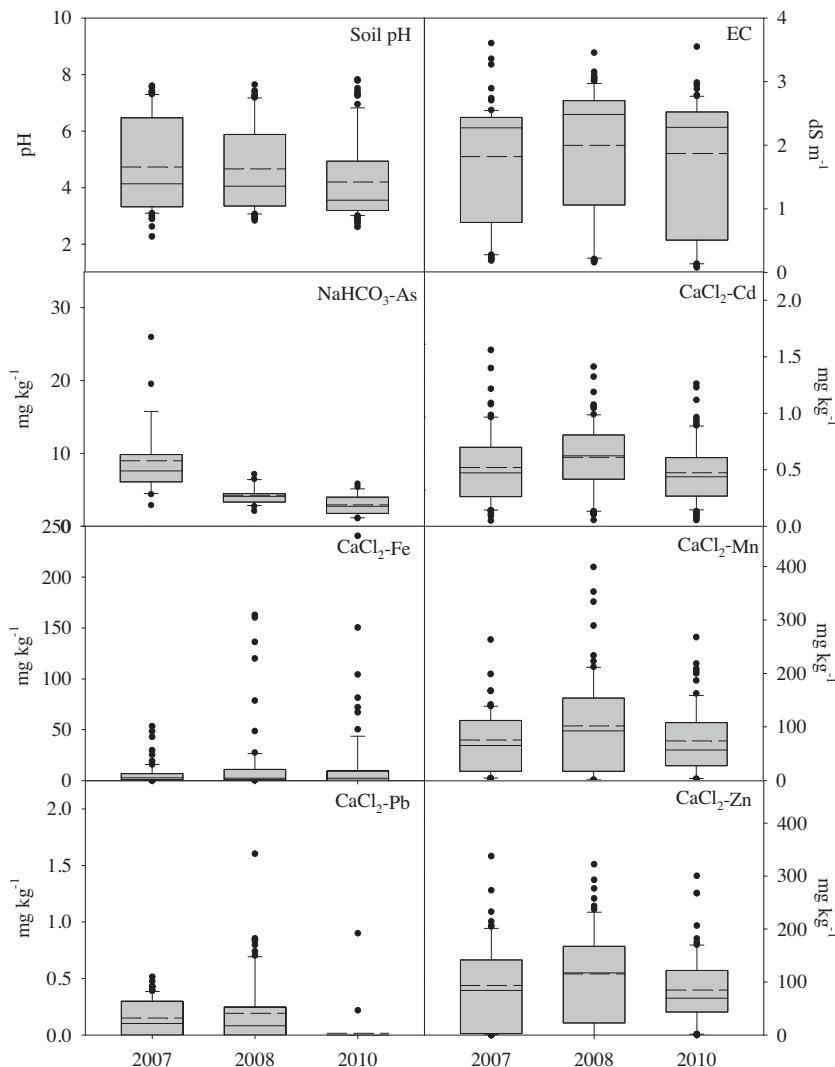 Soil pH
10
8
6
4
2
pH
EC
4
3
2
1
0
dS m⁻¹
NaHCO₃-As
30
20
10
0
mg kg⁻¹
CaCl₂-Cd
2.0
1.5
1.0
0.5
0.0
mg kg⁻¹
CaCl₂-Fe
250
200
150
100
50
0
mg kg⁻¹
CaCl₂-Mn
400
300
200
100
0
mg kg⁻¹
CaCl₂-Pb
2.0
1.5
1.0
0.5
0.0
mg kg⁻¹
CaCl₂-Zn
400
300
200
100
0
mg kg⁻¹
2007 2008 2010
2007 2008 2010